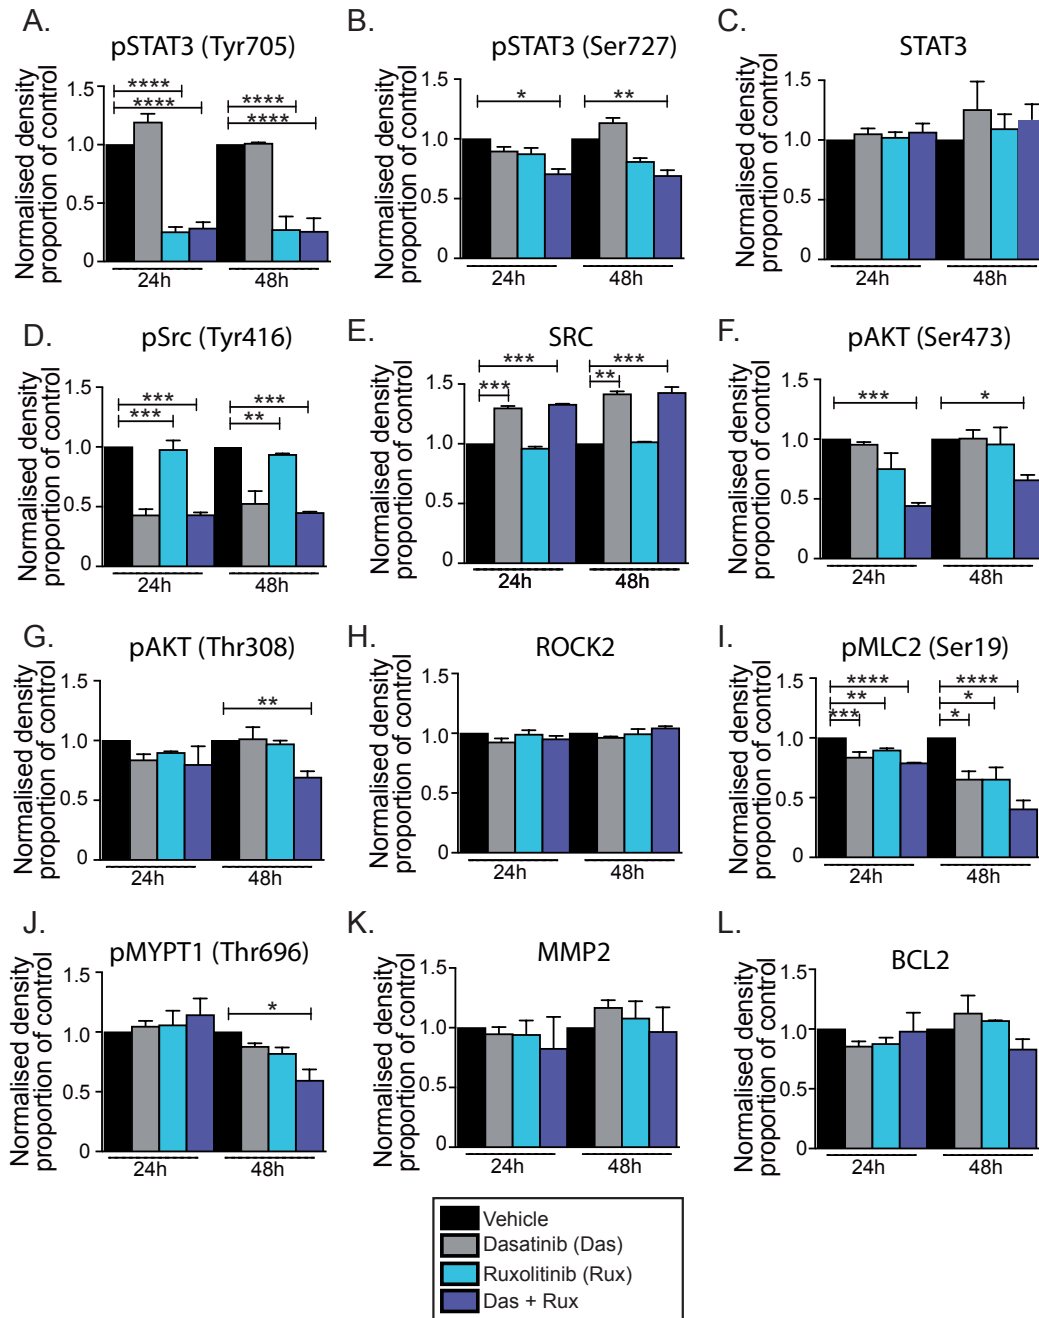 A.
pSTAT3 (Tyr705)
Normalised density
proportion of control
1.0
0.5
0
****
****
****
****
24h
48h
B.
pSTAT3 (Ser727)
Normalised density
proportion of control
1.5
1.0
0.5
0
*
**
24h
48h
C.
STAT3
Normalised density
proportion of control
1.5
1.0
0.5
0
24h
48h
D.
pSrc (Tyr416)
Normalised density
proportion of control
1.5
1.0
0.5
0
***
***
***
**
24h
48h
E.
SRC
Normalised density
proportion of control
1.5
1.0
0.5
0
***
***
***
**
24h
48h
F.
pAKT (Ser473)
Normalised density
proportion of control
1.5
1.0
0.5
0
***
*
24h
48h
G.
pAKT (Thr308)
Normalised density
proportion of control
1.5
1.0
0.5
0
**
24h
48h
H.
ROCK2
Normalised density
proportion of control
1.5
1.0
0.5
0
24h
48h
I.
pMLC2 (Ser19)
Normalised density
proportion of control
1.5
1.0
0.5
0
****
**
***
****
*
*
24h
48h
J.
pMYPT1 (Thr696)
Normalised density
proportion of control
1.5
1.0
0.5
0
*
24h
48h
K.
MMP2
Normalised density
proportion of control
1.5
1.0
0.5
0
24h
48h
L.
BCL2
Normalised density
proportion of control
1.5
1.0
0.5
0
24h
48h
Vehicle
Dasatinib (Das)
Ruxolitinib (Rux)
Das + Rux